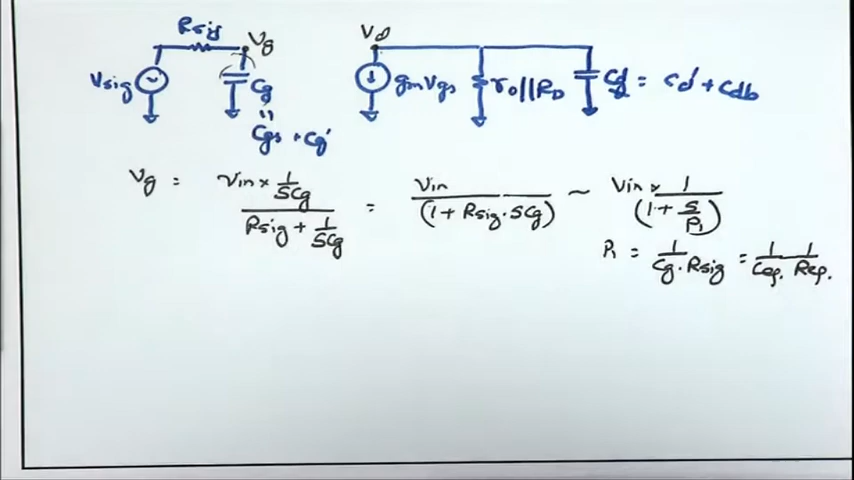 Rsig Vg Vd
Vsig Cg gmVgs ro||RD Cd = Cd' + Cdb
"
Cgs + Cg'
Vg = Vin × 1/SCg / Rsig + 1/SCg = Vin / (1 + Rsig · SCg) ~ Vin × 1 / (1 + S/P1)
P1 = 1 / Cg · Rsig = 1/Ceq. 1/Req.